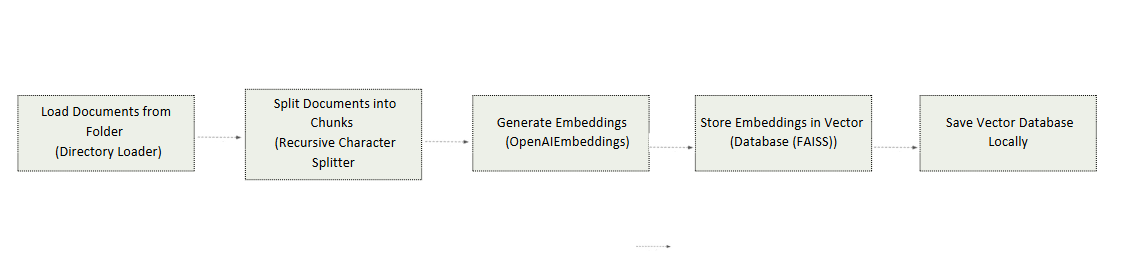 Load Documents from
Folder
(Directory Loader)
Split Documents into
Chunks
(Recursive Character
Splitter
Generate Embeddings
(OpenAIEmbeddings)
Store Embeddings in Vector
(Database (FAISS))
Save Vector Database
Locally